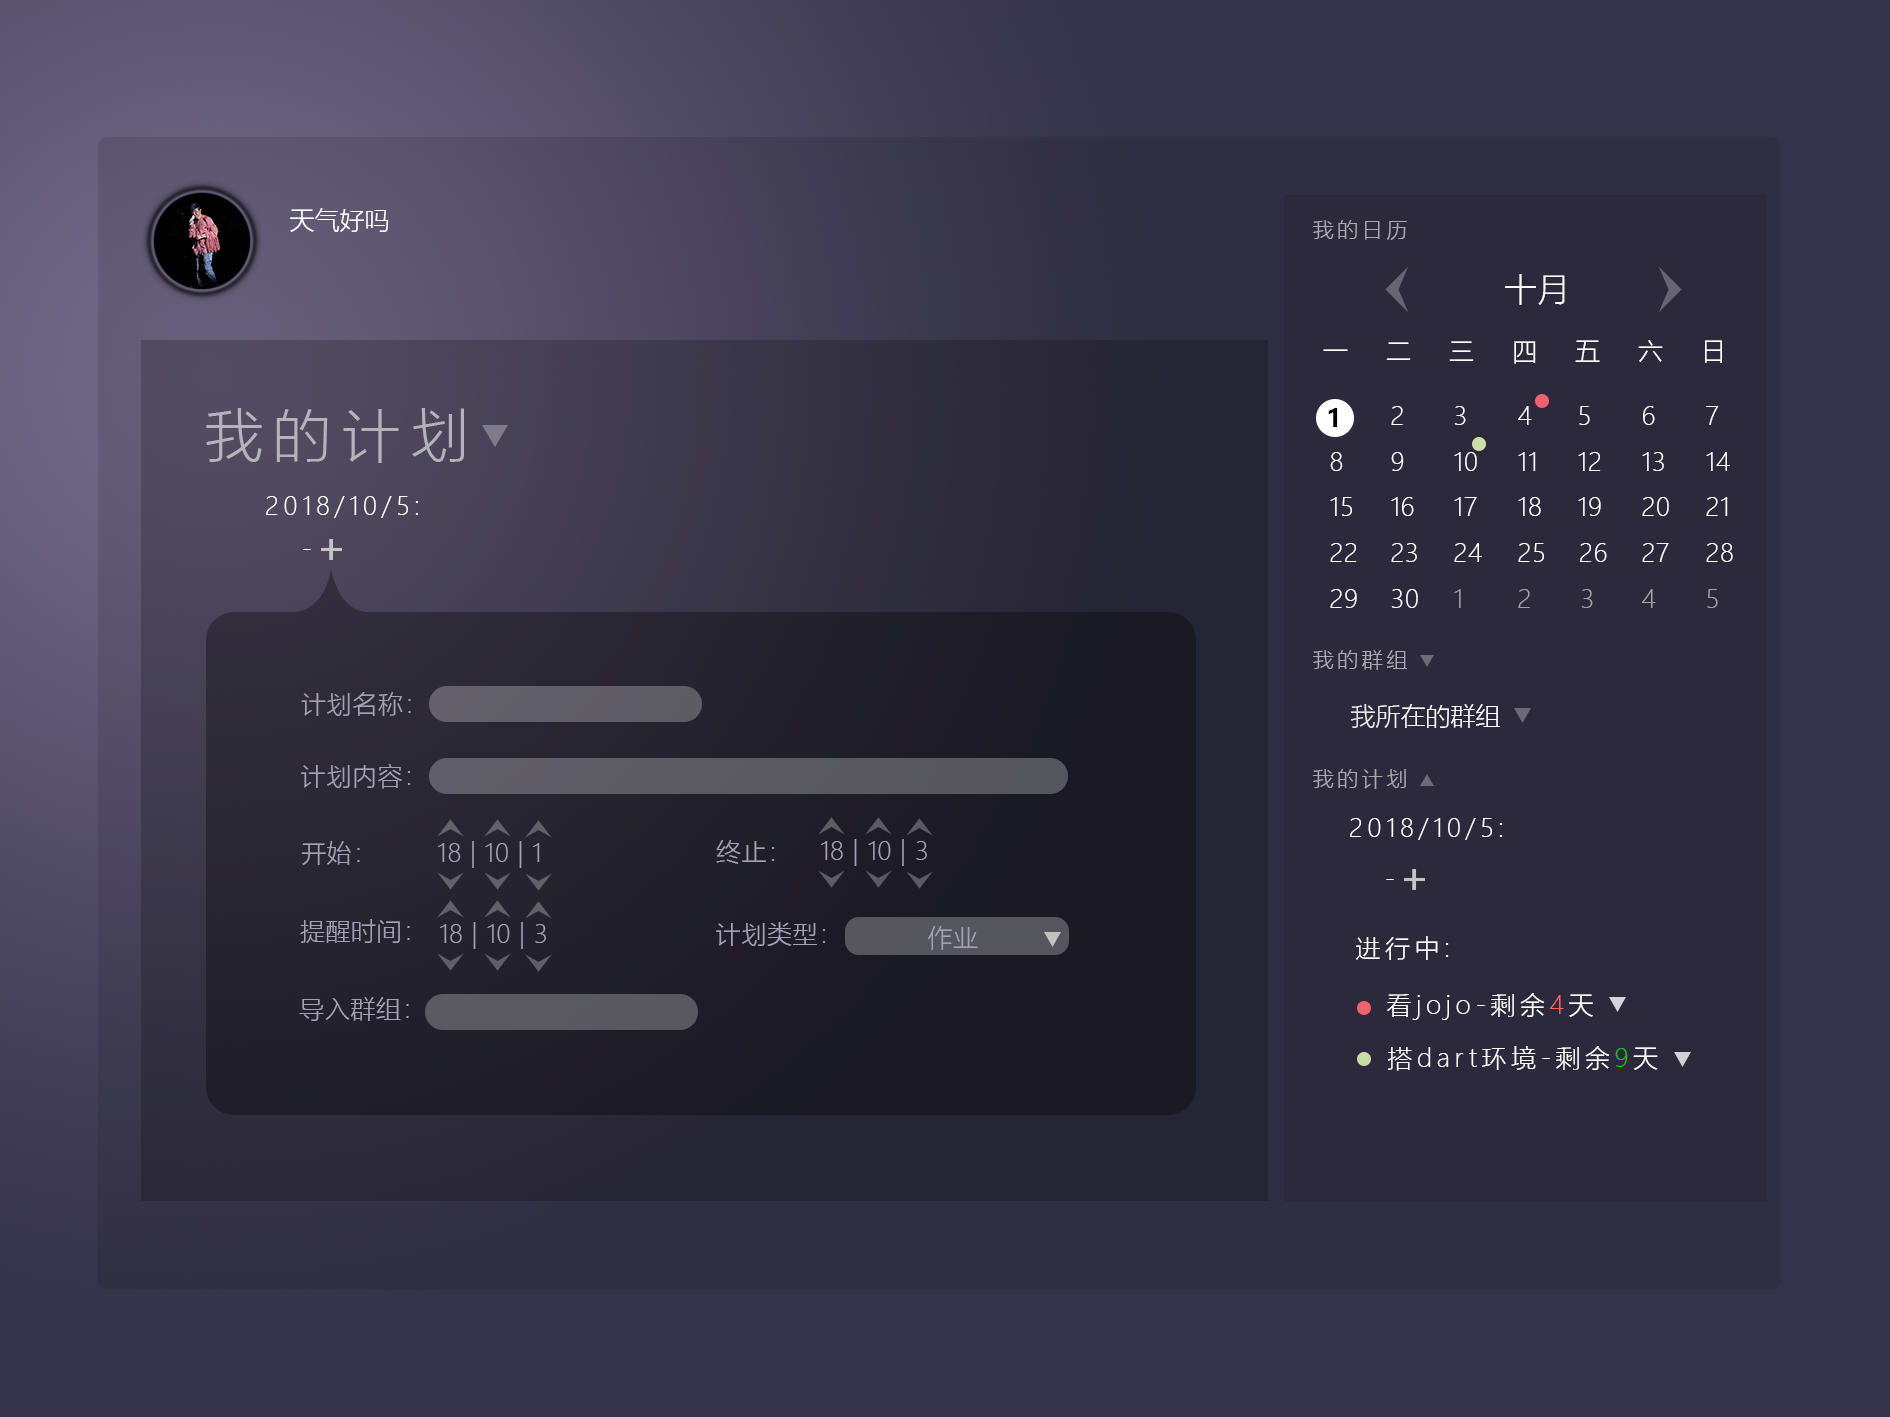 天气好吗
我的计划
2018/10/5:
-+
计划名称:
计划内容:
开始: 18 | 10 | 1 终止: 18 | 10 | 3
提醒时间: 18 | 10 | 3 计划类型: 作业
导入群组:
我的日历
十月
一 二 三 四 五 六 日
1 2 3 4 5 6 7
8 9 10 11 12 13 14
15 16 17 18 19 20 21
22 23 24 25 26 27 28
29 30 1 2 3 4 5
我的群组
我所在的群组
我的计划
2018/10/5:
-+
进行中:
看jojo-剩余4天
搭dart环境-剩余9天